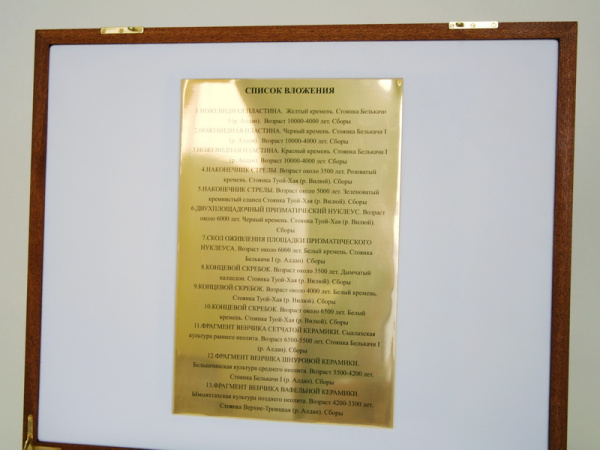 СПИСОК ВЛОЖЕНИЯ
1.НОЖЕВИДНАЯ ПЛАСТИНА. Желтый кремень. Стоянка Белькачи
I (р. Алдан). Возраст 10000-4000 лет. Сборы
2.НОЖЕВИДНАЯ ПЛАСТИНА. Черный кремень. Стоянка Белькачи I
(р. Алдан). Возраст 10000-4000 лет. Сборы
3.НОЖЕВИДНАЯ ПЛАСТИНА. Красный кремень. Стоянка Белькачи I
(р. Алдан). Возраст 10000-4000 лет. Сборы
4.НАКОНЕЧНИК СТРЕЛЫ. Возраст около 3500 лет. Розоватый
кремень. Стоянка Туой-Хая (р. Вилюй). Сборы
5.НАКОНЕЧНИК СТРЕЛЫ. Возраст около 5000 лет. Зеленоватый
кремнистый сланец Стоянка Туой-Хая (р. Вилюй). Сборы
6.ДВУХПЛОЩАДОЧНЫЙ ПРИЗМАТИЧЕСКИЙ НУКЛЕУС. Возраст
около 6000 лет. Черный кремень. Стоянка Туой-Хая (р. Вилюй).
Сборы
7.СКОЛ ОЖИВЛЕНИЯ ПЛОЩАДКИ ПРИЗМАТИЧЕСКОГО
НУКЛЕУСА. Возраст около 6000 лет. Белый кремень. Стоянка
Белькачи I (р. Алдан). Сборы
8.КОНЦЕВОЙ СКРЕБОК. Возраст около 3500 лет. Дымчатый
халцедон. Стоянка Туой-Хая (р. Вилюй). Сборы
9.КОНЦЕВОЙ СКРЕБОК. Возраст около 4000 лет. Белый кремень.
Стоянка Туой-Хая (р. Вилюй). Сборы
10.КОНЦЕВОЙ СКРЕБОК. Возраст около 6500 лет. Белый
кремень. Стоянка Туой-Хая (р. Вилюй). Сборы
11.ФРАГМЕНТ ВЕНЧИКА СЕТЧАТОЙ КЕРАМИКИ. Сыалахская
культура раннего неолита. Возраст 6500-5500 лет. Стоянка Белькачи I
(р. Алдан). Сборы
12.ФРАГМЕНТ ВЕНЧИКА ШНУРОВОЙ КЕРАМИКИ.
Белькачинская культура среднего неолита. Возраст 5500-4200 лет.
Стоянка Белькачи I (р. Алдан). Сборы
13.ФРАГМЕНТ ВЕНЧИКА ВАФЕЛЬНОЙ КЕРАМИКИ.
Ымыяхтахская культура позднего неолита. Возраст 4200-3300 лет.
Стоянка Верхне-Троицкая (р. Алдан). Сборы